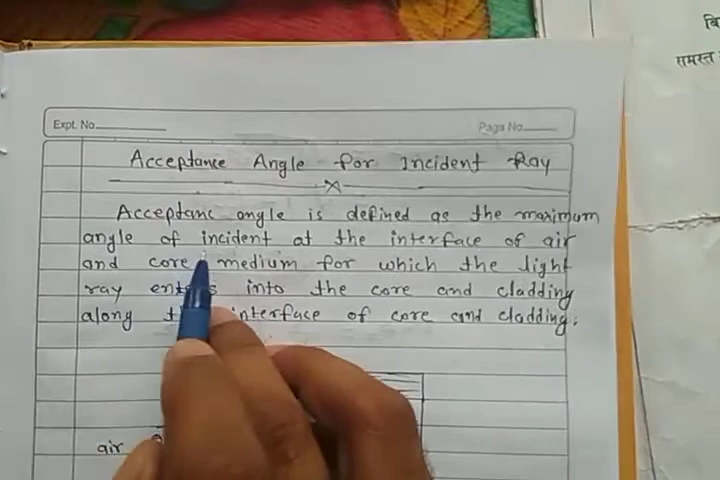 बि
समस्त
Expt. No.
Page No.
Acceptance Angle for Incident Ray
Acceptanc angle is defined as the maximum
angle of incident at the interface of air
and core medium for which the light
ray enters into the core and cladding
along the interface of core and cladding.
air